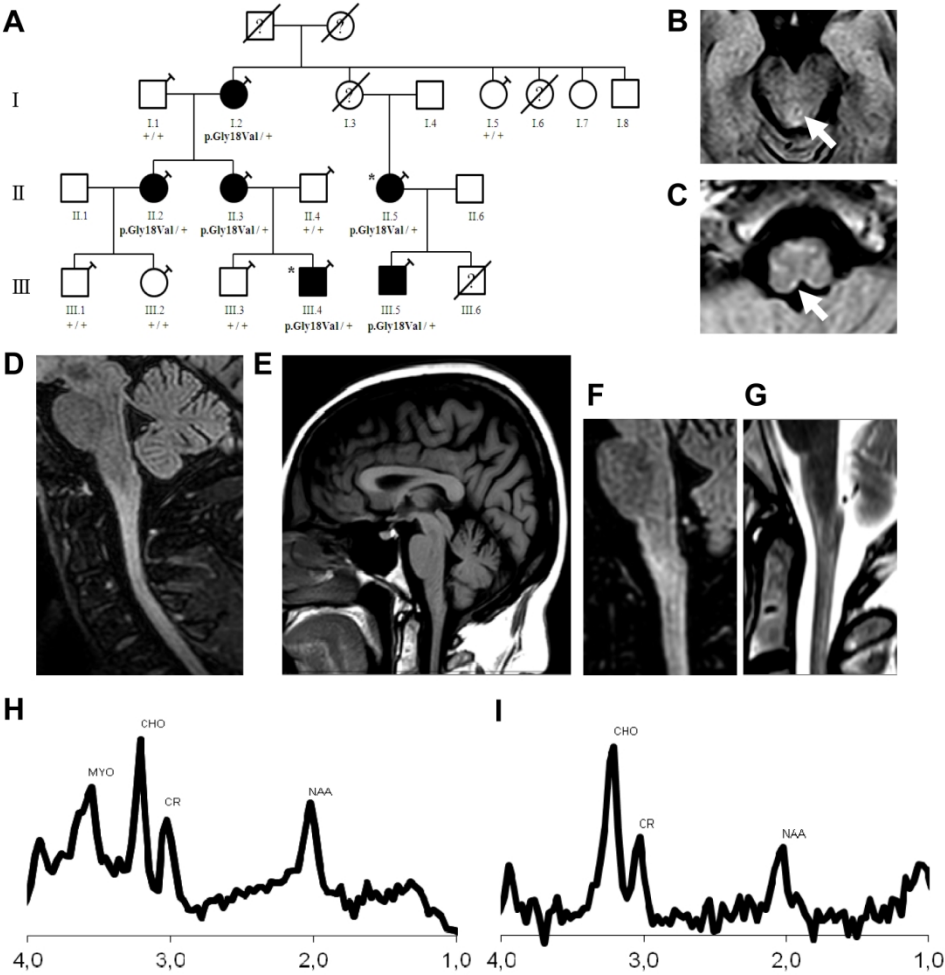 A
B
? ?
I
I.1 I.2 I.3 I.4 I.5 I.6 I.7 I.8
? ?
+/+ p.Gly18Val/+ +/+
C
II
*
II.1 II.2 II.3 II.4 II.5 II.6
p.Gly18Val/+ p.Gly18Val/+ +/+ p.Gly18Val/+
III
* ?
III.1 III.2 III.3 III.4 III.5 III.6
+/+ +/+ +/+ p.Gly18Val/+ p.Gly18Val/+
D E F G
H I
CHO CHO
MYO
CR NAA
CR NAA
4,0 3,0 2,0 1,0 4,0 3,0 2,0 1,0